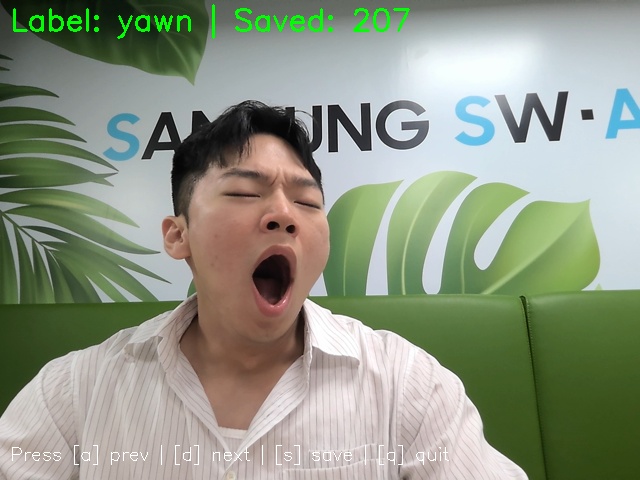 Label: yawn | Saved: 207
SAMSUNG SW·A
Press [a] prev | [d] next | [s] save | [q] quit